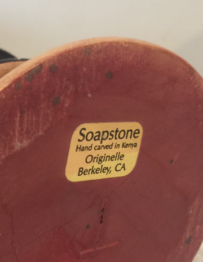 Soapstone
Hand carved in Kenya
Originelle
Berkeley, CA